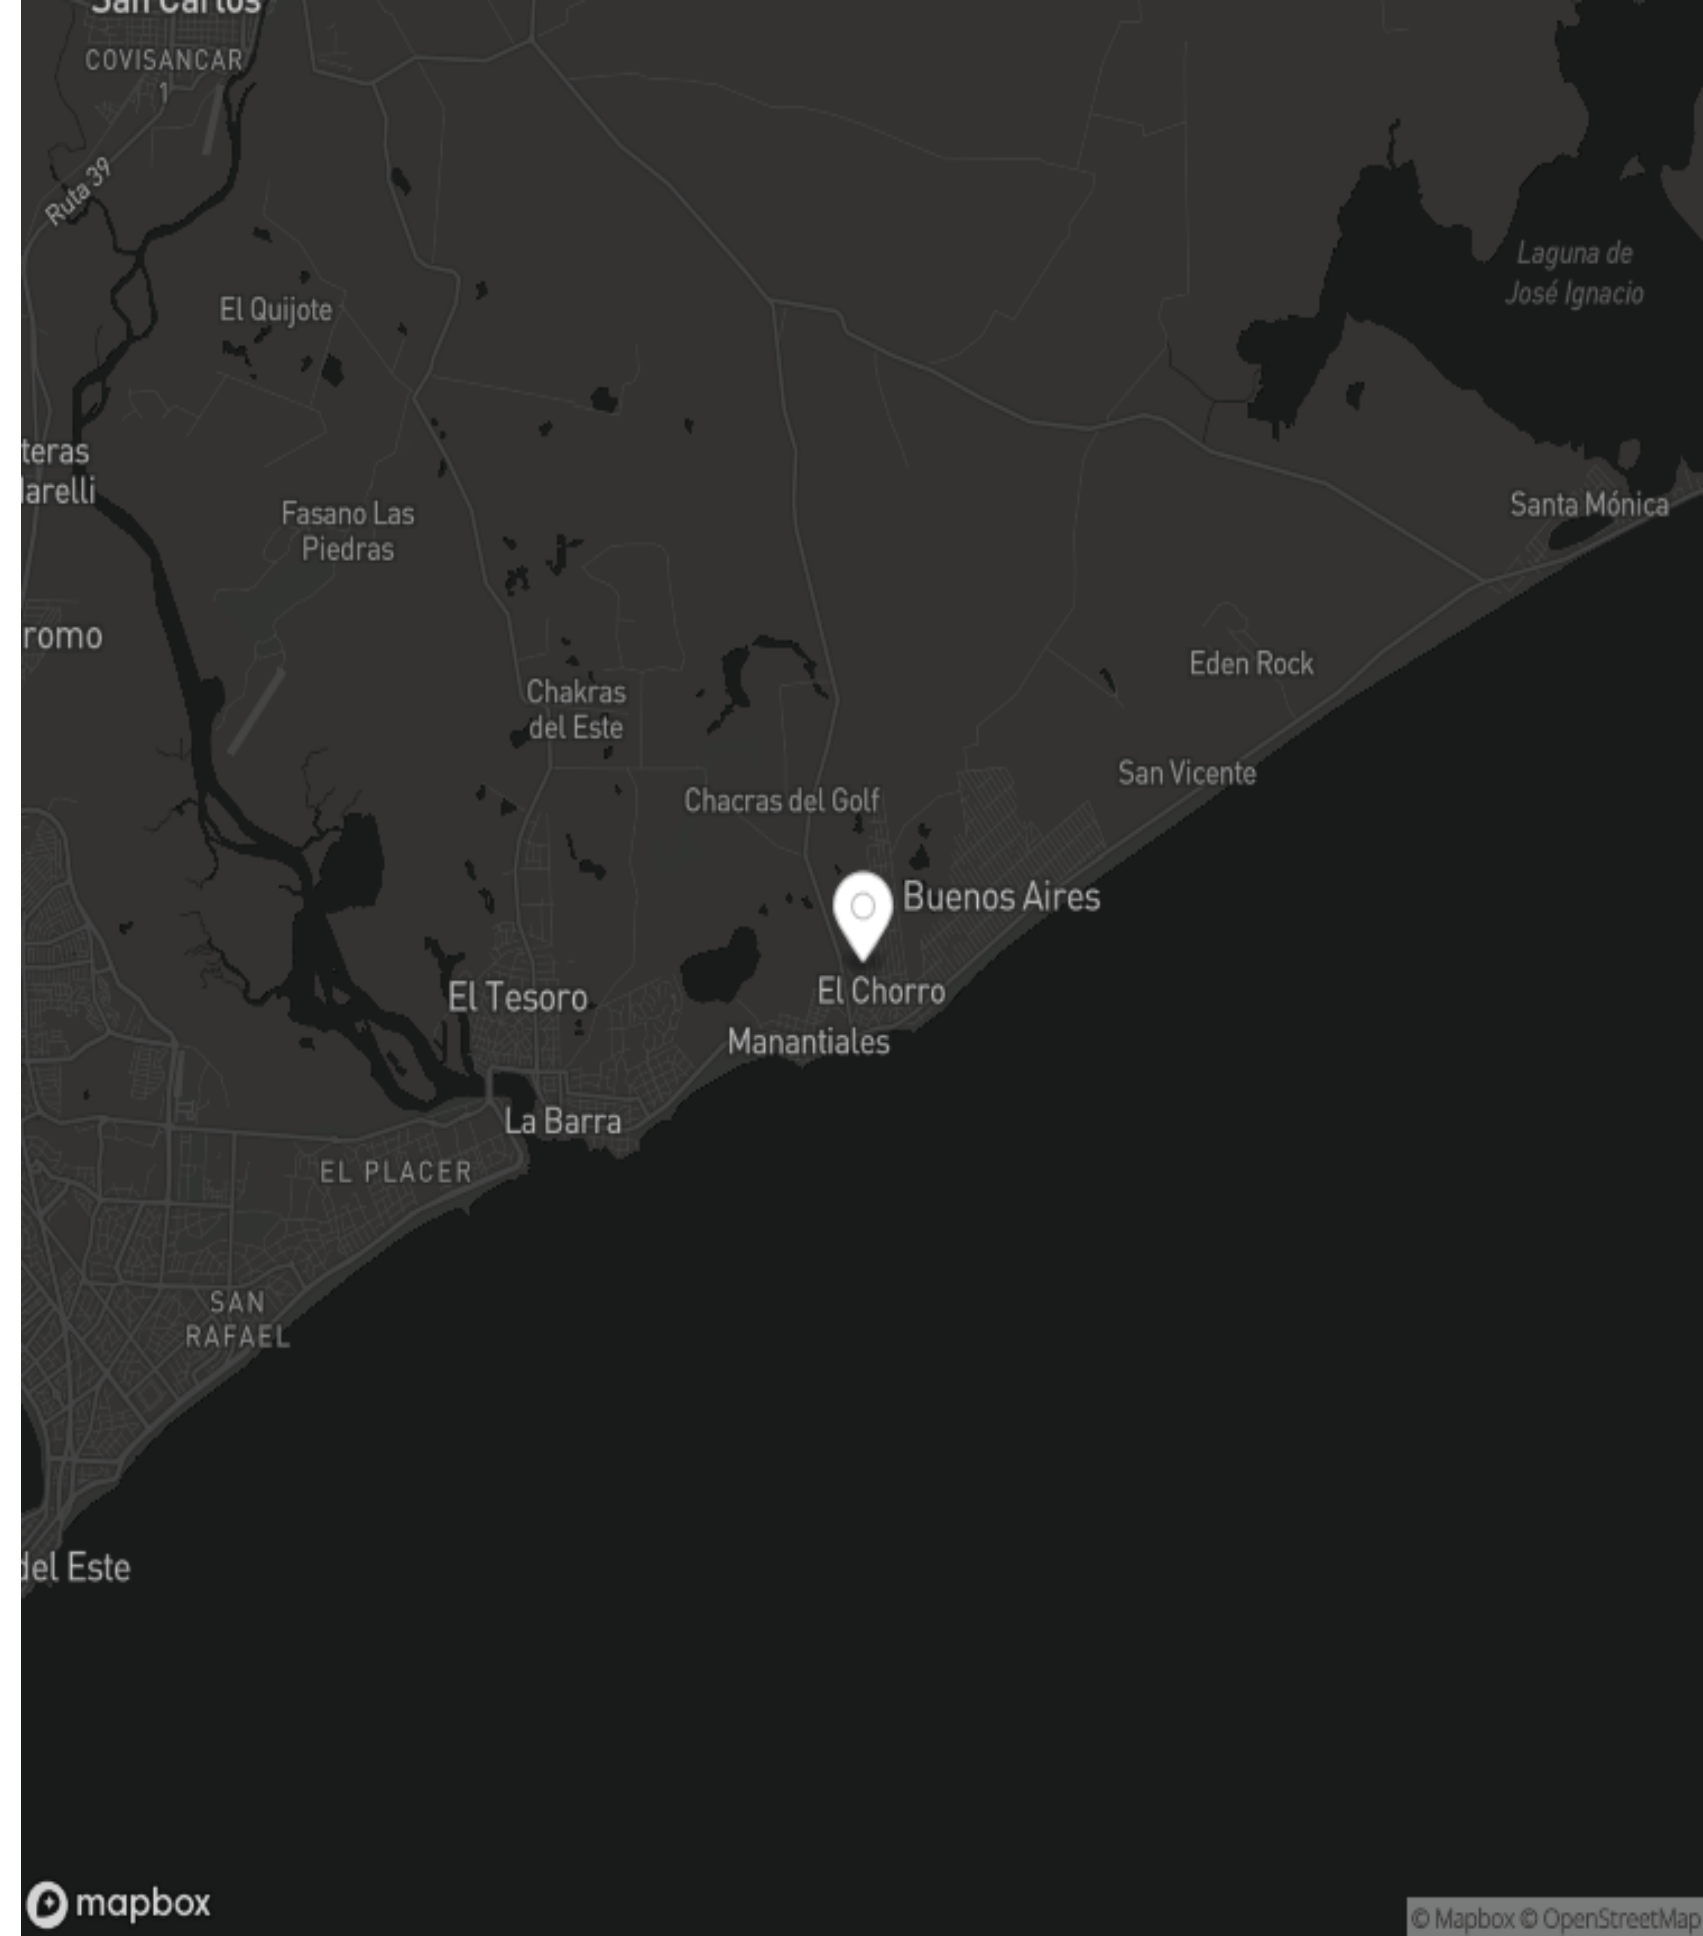 San Carlos
COVISANCAR
1
Ruta 39
Laguna de
José Ignacio
El Quijote
teras
larelli
Fasano Las
Piedras
Santa Mónica
romo
Eden Rock
Chakras
del Este
San Vicente
Chacras del Golf
Buenos Aires
El Tesoro
El Chorro
Manantiales
La Barra
EL PLACER
SAN
RAFAEL
del Este
mapbox
© Mapbox © OpenStreetMap